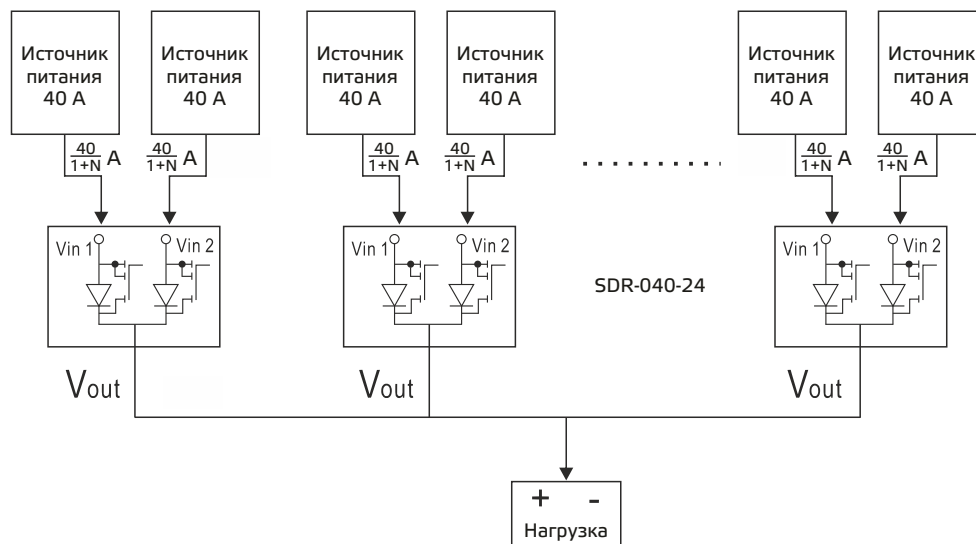 Источник питания 40 А
Источник питания 40 А
Источник питания 40 А
Источник питания 40 А
Источник питания 40 А
Источник питания 40 А
40/1+N А
40/1+N А
40/1+N А
40/1+N А
40/1+N А
40/1+N А
Vin 1
Vin 2
Vin 1
Vin 2
Vin 1
Vin 2
SDR-040-24
Vout
Vout
Vout
+ -
Нагрузка